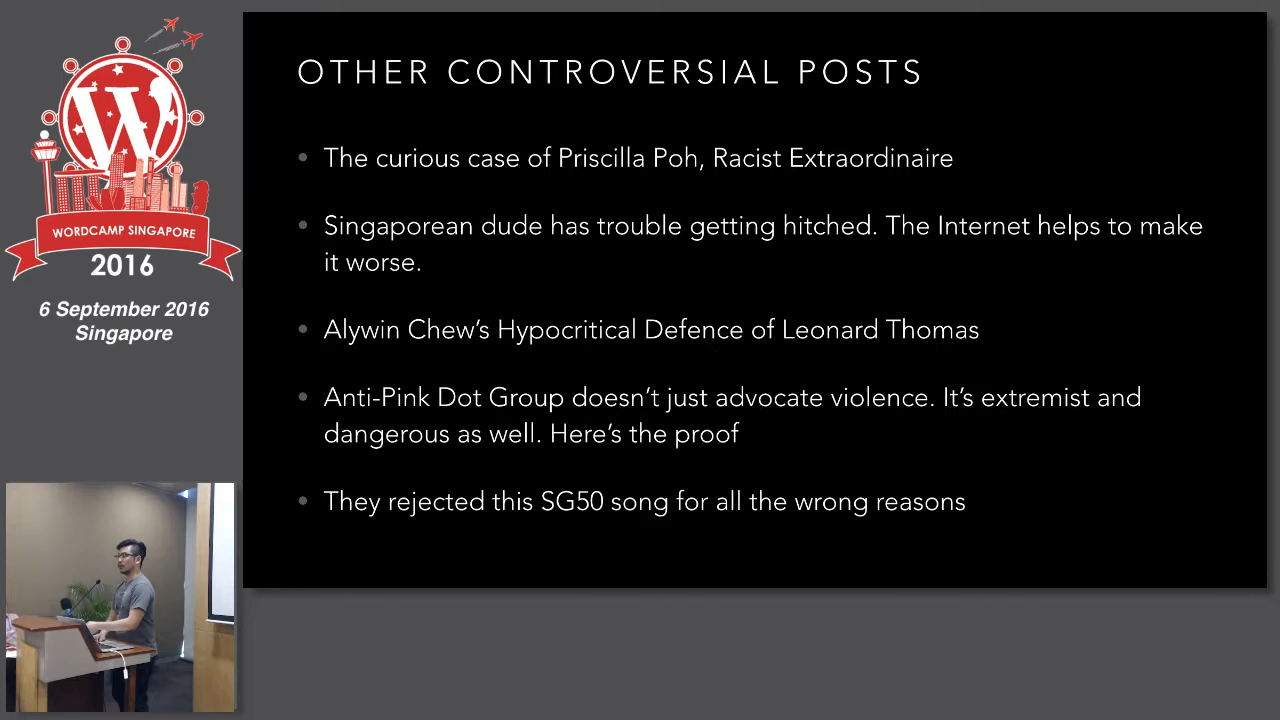 W
WORDCAMP SINGAPORE
2016
6 September 2016
Singapore
OTHER CONTROVERSIAL POSTS
• The curious case of Priscilla Poh, Racist Extraordinaire
• Singaporean dude has trouble getting hitched. The Internet helps to make
it worse.
• Alywin Chew’s Hypocritical Defence of Leonard Thomas
• Anti-Pink Dot Group doesn’t just advocate violence. It’s extremist and
dangerous as well. Here’s the proof
• They rejected this SG50 song for all the wrong reasons